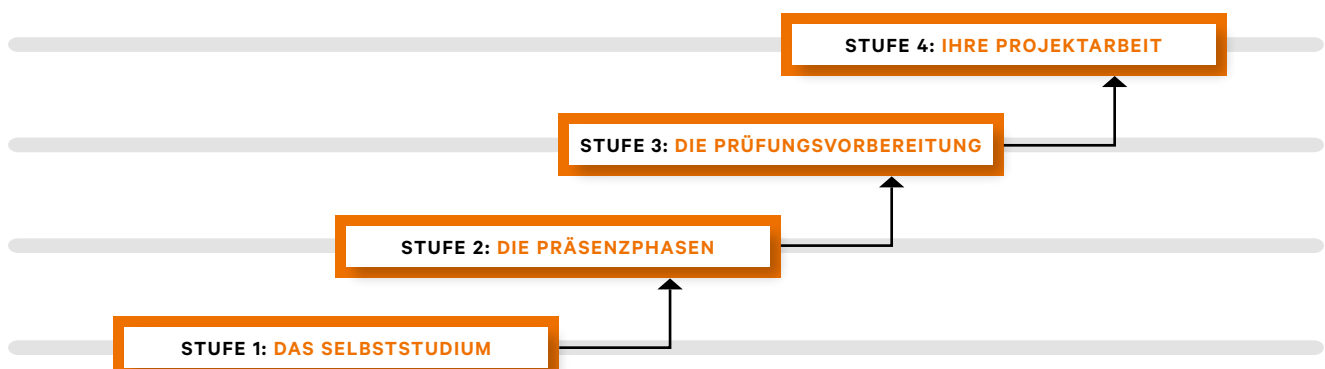 STUFE 4: IHRE PROJEKTARBEIT
STUFE 3: DIE PRÜFUNGSVORBEREITUNG
STUFE 2: DIE PRÄSENZPHASEN
STUFE 1: DAS SELBSTSTUDIUM